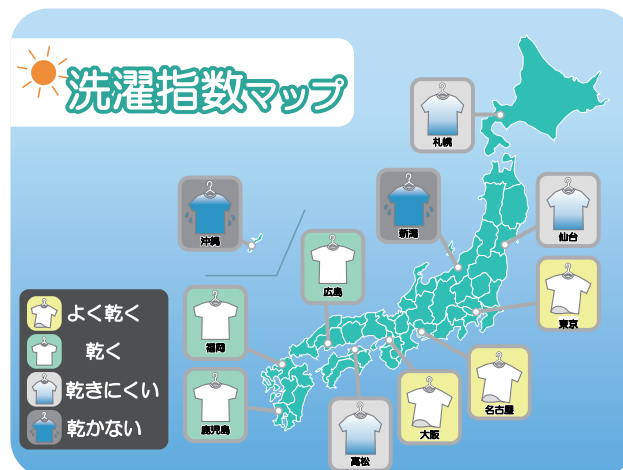 洗濯指数マップ
札幌
沖縄
新潟
仙台
広島
東京
福岡
名古屋
鹿児島
大阪
高松
よく乾く
乾く
乾きにくい
乾かない